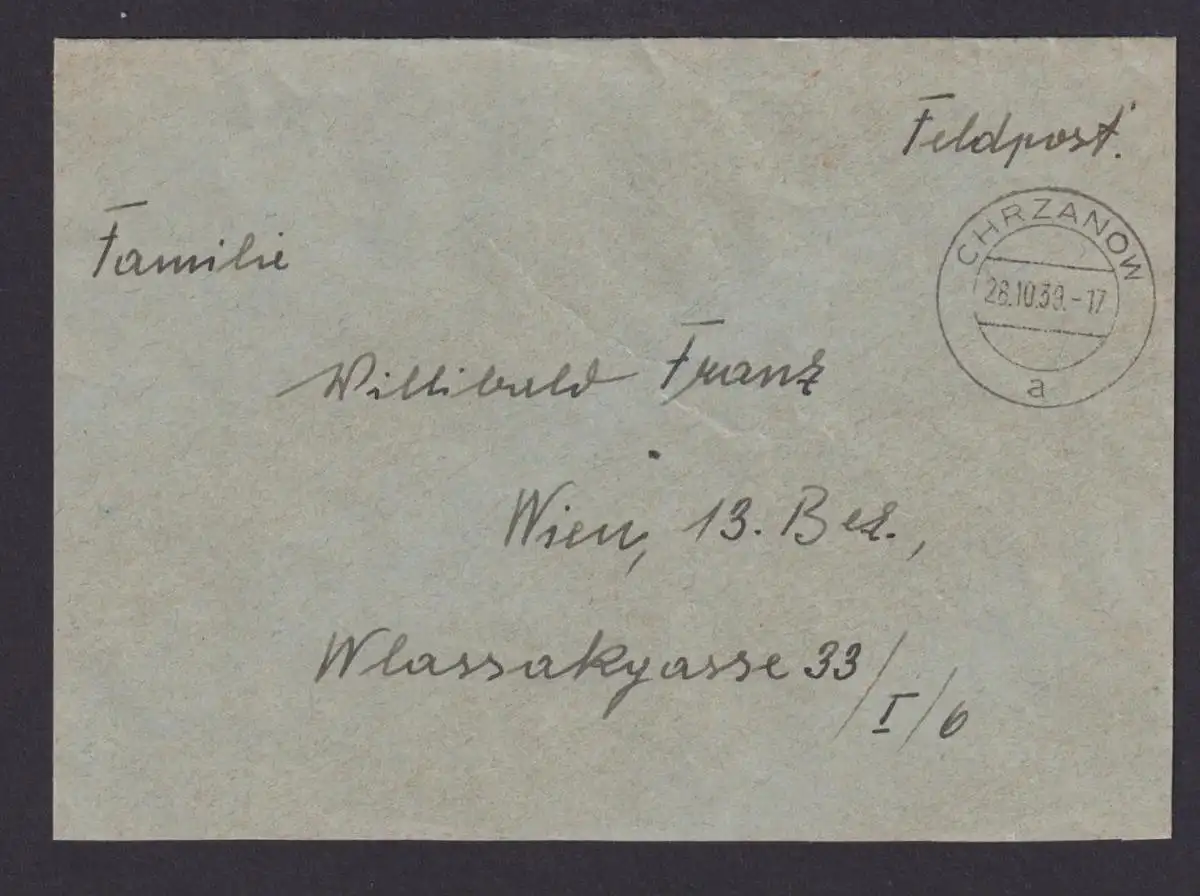 Feldpost.
CHRZANOW
28.10.39.-17
a
Familie
Willibald Franz
Wien, 13. Bez.,
Wlassakgasse 33/I/6